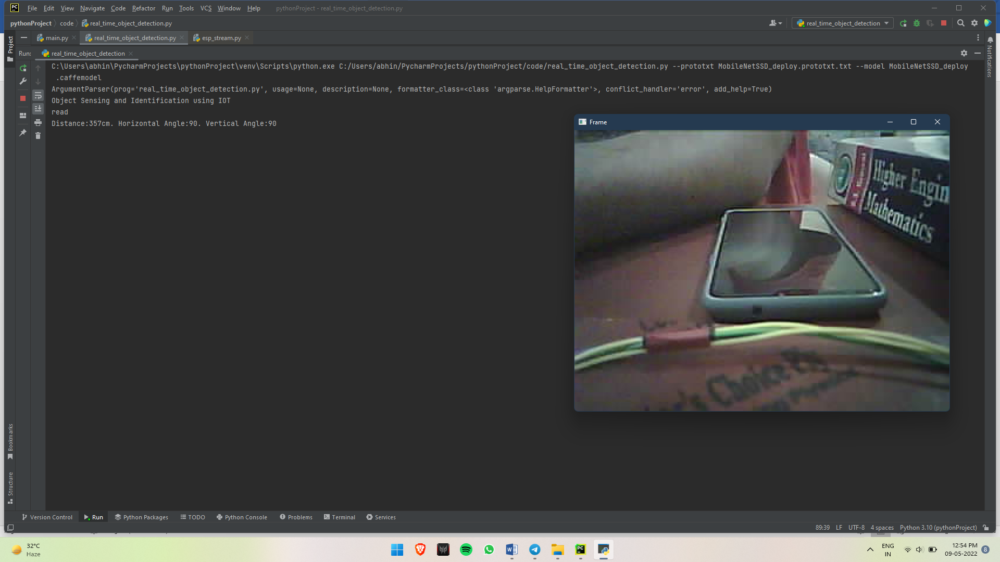 PC File Edit View Navigate Code Refactor Run Tools VCS Window Help pythonProject - real_time_object_detection.py
pythonProject code real_time_object_detection.py real_time_object_detection
main.py real_time_object_detection.py esp_stream.py
Project
Notifications
Run: real_time_object_detection
C:\Users\abhin\PycharmProjects\pythonProject\venv\Scripts\python.exe C:/Users/abhin/PycharmProjects/pythonProject/code/real_time_object_detection.py --prototxt MobileNetSSD_deploy.prototxt.txt --model MobileNetSSD_deploy
.caffemodel
ArgumentParser(prog='real_time_object_detection.py', usage=None, description=None, formatter_class=<class 'argparse.HelpFormatter'>, conflict_handler='error', add_help=True)
Object Sensing and Identification using IOT
read
Distance:357cm. Horizontal Angle:90. Vertical Angle:90
Frame
Higher Engin
Mathematics
Choice
Bookmarks
Structure
Version Control Run Python Packages TODO Python Console Problems Terminal Services
89:39 LF UTF-8 4 spaces Python 3.10 (pythonProject)
32°C
Haze
W PC
ENG
IN
12:54 PM
09-05-2022
8